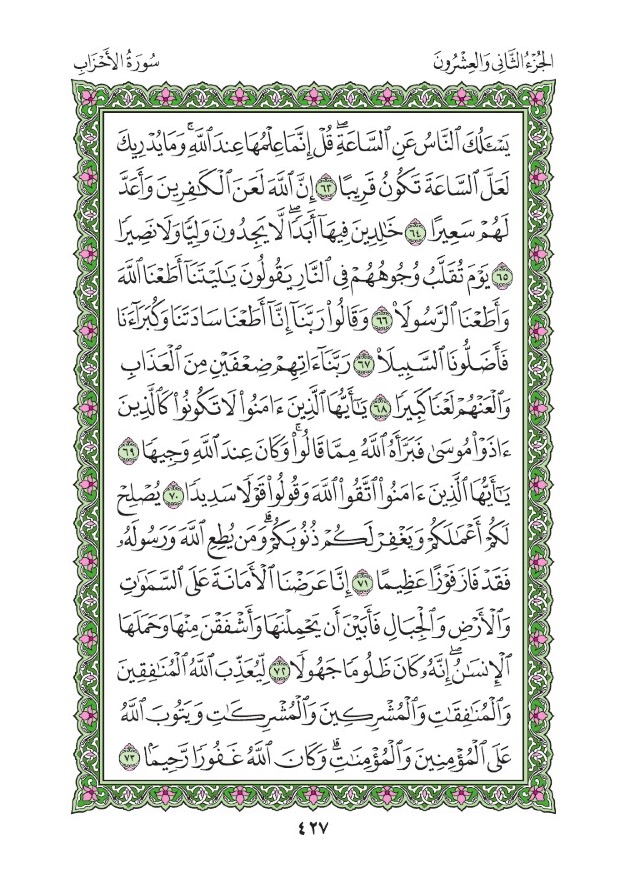 الجُزْءُ الثَّانِي وَالعِشْرُونَ
سُورَةُ الأَحْزَابِ
يَسْـَٔلُكَ ٱلنَّاسُ عَنِ ٱلسَّاعَةِۖ قُلْ إِنَّمَا عِلْمُهَا عِندَ ٱللَّهِۚ وَمَا يُدْرِيكَ
لَعَلَّ ٱلسَّاعَةَ تَكُونُ قَرِيبًا ٦٣ إِنَّ ٱللَّهَ لَعَنَ ٱلْكَٰفِرِينَ وَأَعَدَّ
لَهُمْ سَعِيرًا ٦٤ خَٰلِدِينَ فِيهَآ أَبَدًاۖ لَّا يَجِدُونَ وَلِيًّا وَلَا نَصِيرًا
٦٥ يَوْمَ تُقَلَّبُ وُجُوهُهُمْ فِى ٱلنَّارِ يَقُولُونَ يَٰلَيْتَنَآ أَطَعْنَا ٱللَّهَ
وَأَطَعْنَا ٱلرَّسُولَا۠ ٦٦ وَقَالُوا۟ رَبَّنَآ إِنَّآ أَطَعْنَا سَادَتَنَا وَكُبَرَآءَنَا
فَأَضَلُّونَا ٱلسَّبِيلَا۠ ٦٧ رَبَّنَآ ءَاتِهِمْ ضِعْفَيْنِ مِنَ ٱلْعَذَابِ
وَٱلْعَنْهُمْ لَعْنًا كَبِيرًا ٦٨ يَٰٓأَيُّهَا ٱلَّذِينَ ءَامَنُوا۟ لَا تَكُونُوا۟ كَٱلَّذِينَ
ءَاذَوْا۟ مُوسَىٰ فَبَرَّأَهُ ٱللَّهُ مِمَّا قَالُوا۟ۚ وَكَانَ عِندَ ٱللَّهِ وَجِيهًا ٦٩
يَٰٓأَيُّهَا ٱلَّذِينَ ءَامَنُوا۟ ٱتَّقُوا۟ ٱللَّهَ وَقُولُوا۟ قَوْلًا سَدِيدًا ٧٠ يُصْلِحْ
لَكُمْ أَعْمَٰلَكُمْ وَيَغْفِرْ لَكُمْ ذُنُوبَكُمْۗ وَمَن يُطِعِ ٱللَّهَ وَرَسُولَهُۥ
فَقَدْ فَازَ فَوْزًا عَظِيمًا ٧١ إِنَّا عَرَضْنَا ٱلْأَمَانَةَ عَلَى ٱلسَّمَٰوَٰتِ
وَٱلْأَرْضِ وَٱلْجِبَالِ فَأَبَيْنَ أَن يَحْمِلْنَهَا وَأَشْفَقْنَ مِنْهَا وَحَمَلَهَا
ٱلْإِنسَٰنُۖ إِنَّهُۥ كَانَ ظَلُومًا جَهُولًا ٧٢ لِّيُعَذِّبَ ٱللَّهُ ٱلْمُنَٰفِقِينَ
وَٱلْمُنَٰفِقَٰتِ وَٱلْمُشْرِكِينَ وَٱلْمُشْرِكَٰتِ وَيَتُوبَ ٱللَّهُ
عَلَى ٱلْمُؤْمِنِينَ وَٱلْمُؤْمِنَٰتِۗ وَكَانَ ٱللَّهُ غَفُورًا رَّحِيمًۢا ٧٣
٤٢٧